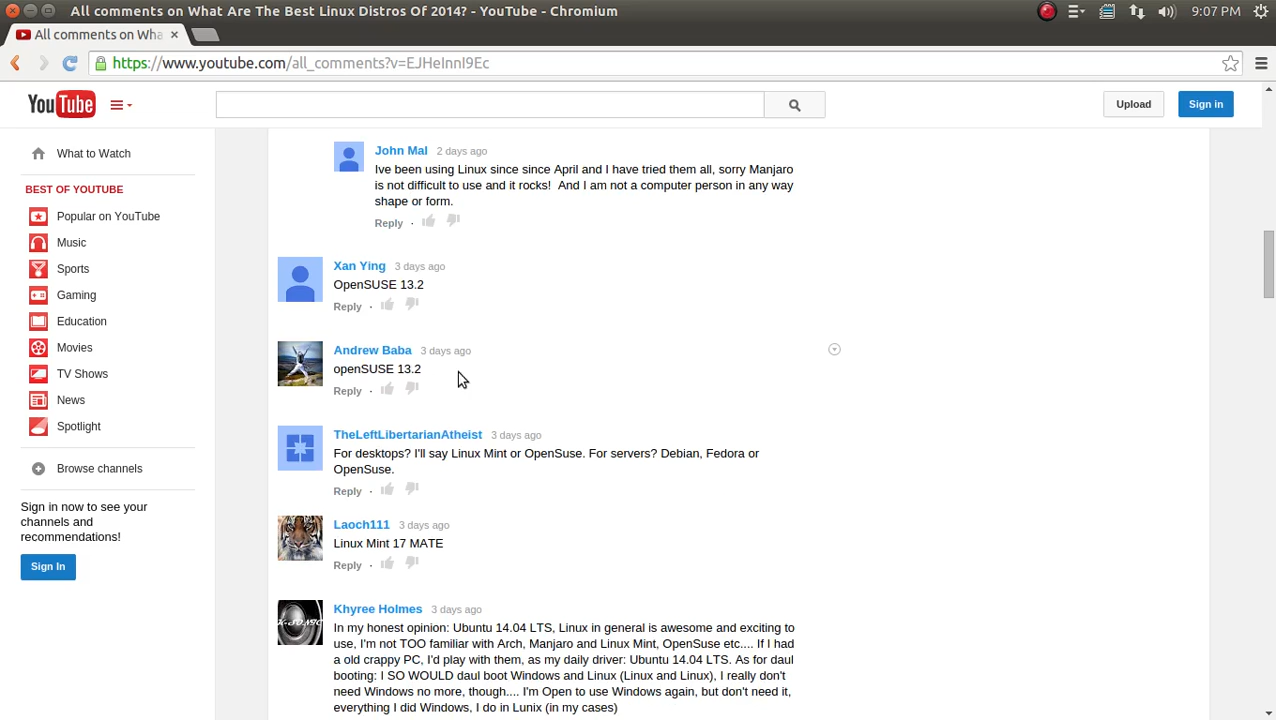 All comments on What Are The Best Linux Distros Of 2014? - YouTube - Chromium
9:07 PM
All comments on Wha
https://www.youtube.com/all_comments?v=EJHeInnI9Ec
YouTube
Upload
Sign in
What to Watch
BEST OF YOUTUBE
Popular on YouTube
Music
Sports
Gaming
Education
Movies
TV Shows
News
Spotlight
Browse channels
Sign in now to see your
channels and
recommendations!
Sign In
John Mal 2 days ago
Ive been using Linux since since April and I have tried them all, sorry Manjaro
is not difficult to use and it rocks!  And I am not a computer person in any way
shape or form.
Reply ·
Xan Ying 3 days ago
OpenSUSE 13.2
Reply ·
Andrew Baba 3 days ago
openSUSE 13.2
Reply ·
TheLeftLibertarianAtheist 3 days ago
For desktops? I'll say Linux Mint or OpenSuse. For servers? Debian, Fedora or
OpenSuse.
Reply ·
Laoch111 3 days ago
Linux Mint 17 MATE
Reply ·
Khyree Holmes 3 days ago
In my honest opinion: Ubuntu 14.04 LTS, Linux in general is awesome and exciting to
use, I'm not TOO familiar with Arch, Manjaro and Linux Mint, OpenSuse etc.... If I had
a old crappy PC, I'd play with them, as my daily driver: Ubuntu 14.04 LTS. As for daul
booting: I SO WOULD daul boot Windows and Linux (Linux and Linux), I really don't
need Windows no more, though.... I'm Open to use Windows again, but don't need it,
everything I did Windows, I do in Lunix (in my cases)